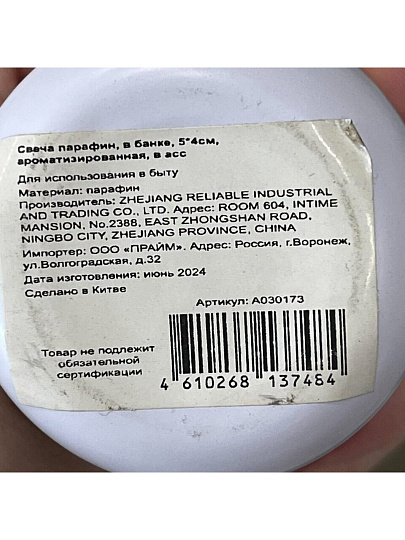 Свеча парафин, в банке, 5*4см,
ароматизированная, в асс
Для использования в быту
Материал: парафин
Производитель: ZHEJIANG RELIABLE INDUSTRIAL
AND TRADING CO., LTD. Адрес: ROOM 604, INTIME
MANSION, No.2388, EAST ZHONGSHAN ROAD,
NINGBO CITY, ZHEJIANG PROVINCE, CHINA
Импортер: ООО «ПРАЙМ». Адрес: Россия, г.Воронеж,
ул.Волгоградская, д.32
Дата изготовления: июнь 2024
Сделано в Китае
Артикул: A030173
Товар не подлежит
обязательной
сертификации
4 610268 137484